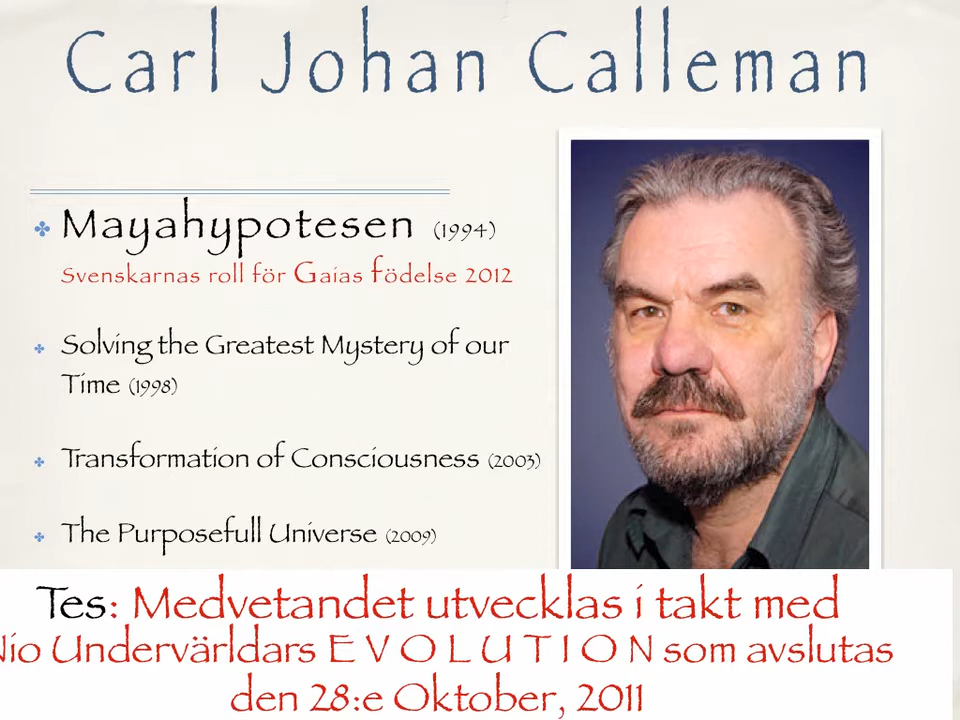 Carl Johan Calleman
Mayahypotesen (1994)
Svenskarnas roll för Gaias födelse 2012
Solving the Greatest Mystery of our
Time (1998)
Transformation of Consciousness (2003)
The Purposefull Universe (2009)
Tes: Medvetandet utvecklas i takt med
Nio Undervärldars E V O L U T I O N som avslutas
den 28:e Oktober, 2011